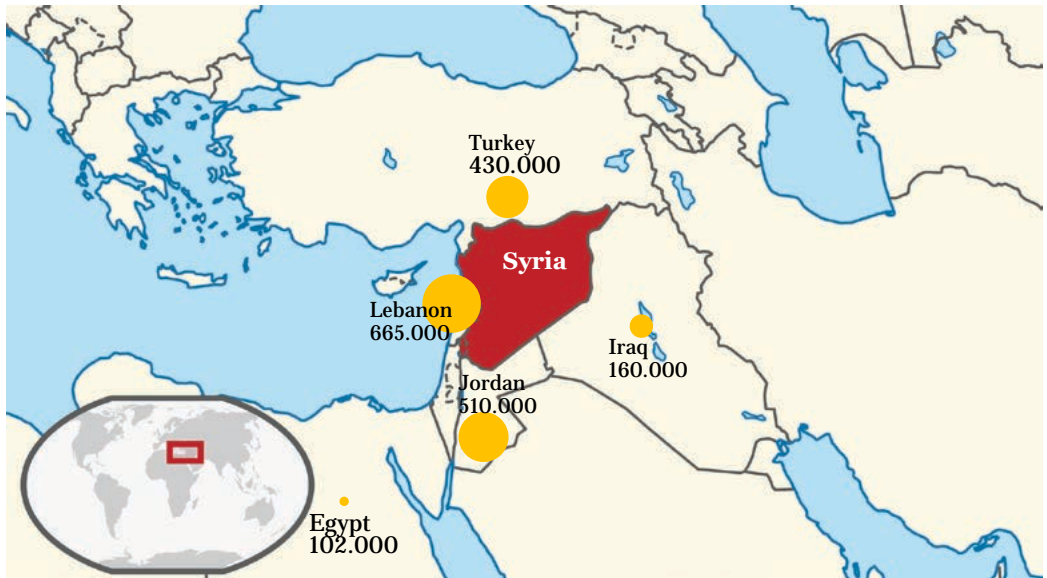 Turkey
430.000
Syria
Lebanon
665.000
Iraq
160.000
Jordan
510.000
Egypt
102.000